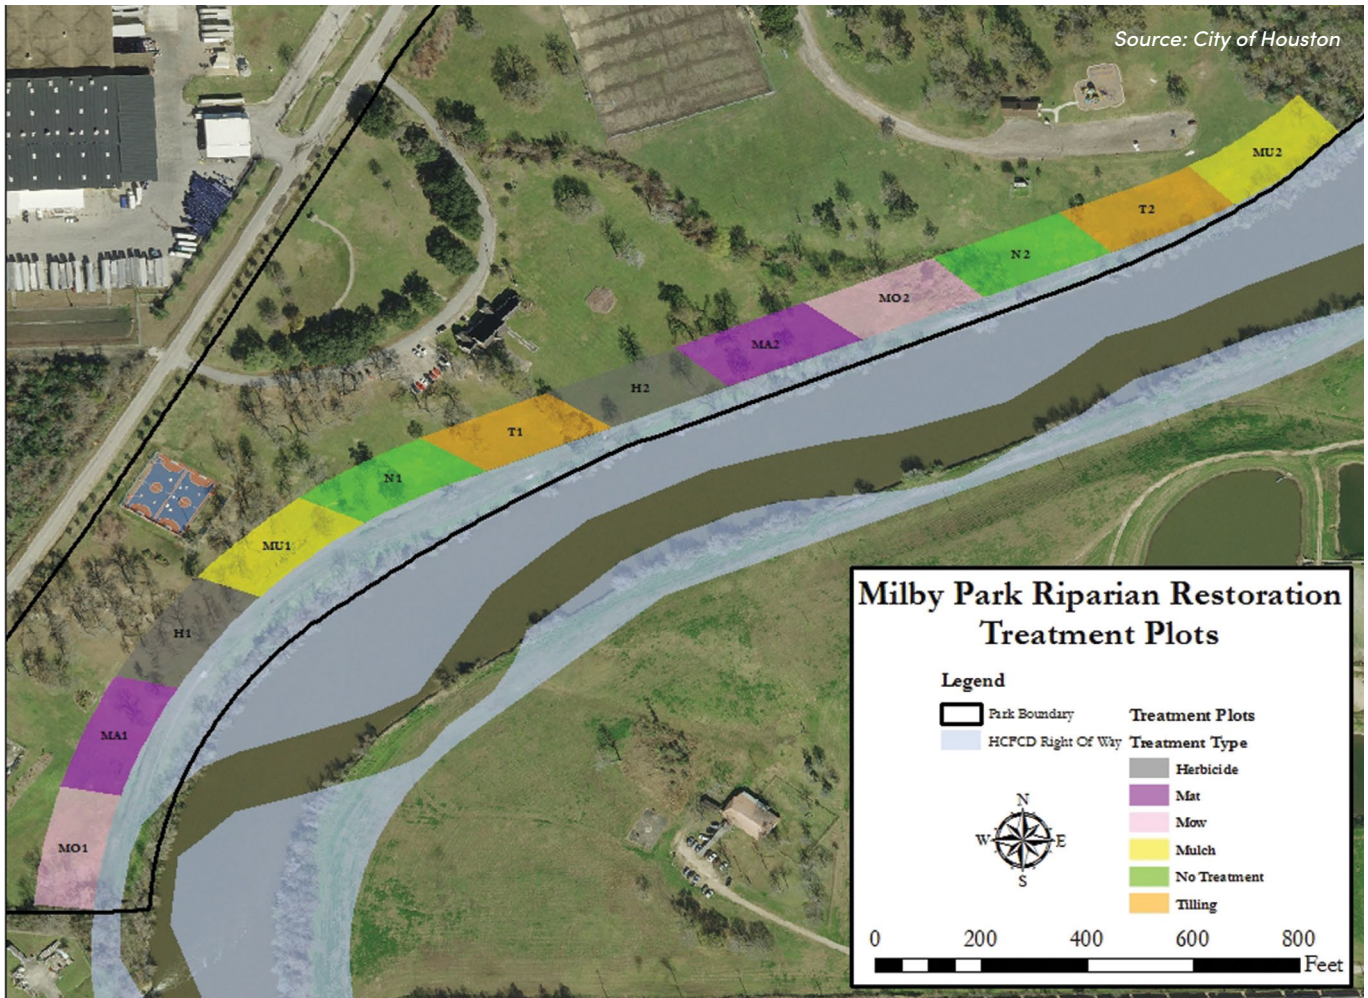 Source: City of Houston
MU2
T2
N2
MO2
MA2
H2
T1
N1
MU1
H1
MA1
MO1
Milby Park Riparian Restoration
Treatment Plots
Legend
Park Boundary
HCFCD Right Of Way
Treatment Plots
Treatment Type
Herbicide
Mat
Mow
Mulch
No Treatment
Tilling
N
W E
S
0 200 400 600 800
Feet